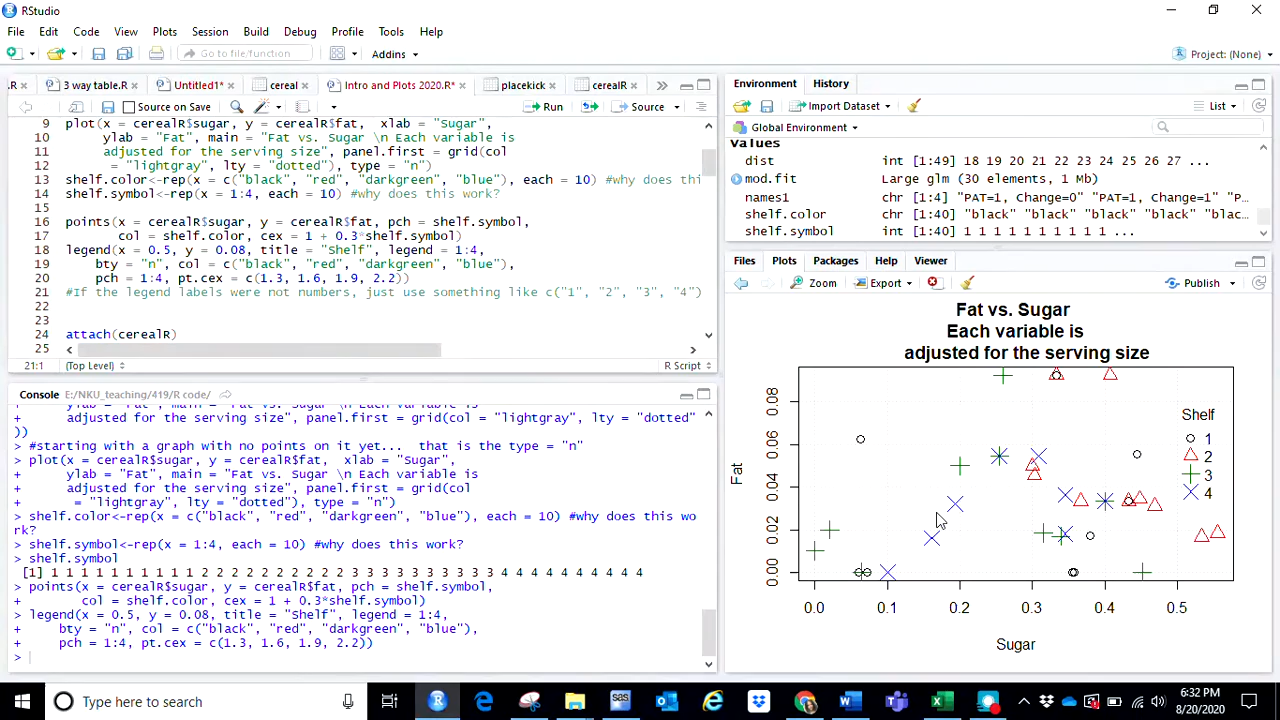 RStudio
File Edit Code View Plots Session Build Debug Profile Tools Help
Go to file/function Addins Project: (None)
.R 3 way table.R Untitled1* cereal Intro and Plots 2020.R* placekick cerealR
Source on Save Run Source
plot(x = cerealR$sugar, y = cerealR$fat, xlab = "Sugar",
10 ylab = "Fat", main = "Fat vs. Sugar \n Each variable is
11 adjusted for the serving size", panel.first = grid(col
12 = "lightgray", lty = "dotted"), type = "n")
13 shelf.color<-rep(x = c("black", "red", "darkgreen", "blue"), each = 10) #why does thi
14 shelf.symbol<-rep(x = 1:4, each = 10) #why does this work?
15
16 points(x = cerealR$sugar, y = cerealR$fat, pch = shelf.symbol,
17 col = shelf.color, cex = 1 + 0.3*shelf.symbol)
18 legend(x = 0.5, y = 0.08, title = "Shelf", legend = 1:4,
19 bty = "n", col = c("black", "red", "darkgreen", "blue"),
20 pch = 1:4, pt.cex = c(1.3, 1.6, 1.9, 2.2))
21 #If the legend labels were not numbers, just use something like c("1", "2", "3", "4")
22
23
24 attach(cerealR)
25
21:1 (Top Level) R Script
Console E:/NKU_teaching/419/R code/
+ ylab = "Fat", main = "Fat vs. Sugar \n Each variable is
+ adjusted for the serving size", panel.first = grid(col = "lightgray", lty = "dotted"
))
> #starting with a graph with no points on it yet... that is the type = "n"
> plot(x = cerealR$sugar, y = cerealR$fat, xlab = "Sugar",
+ ylab = "Fat", main = "Fat vs. Sugar \n Each variable is
+ adjusted for the serving size", panel.first = grid(col
+ = "lightgray", lty = "dotted"), type = "n")
> shelf.color<-rep(x = c("black", "red", "darkgreen", "blue"), each = 10) #why does this wo
rk?
> shelf.symbol<-rep(x = 1:4, each = 10) #why does this work?
> shelf.symbol
[1] 1 1 1 1 1 1 1 1 1 1 2 2 2 2 2 2 2 2 2 2 3 3 3 3 3 3 3 3 3 3 4 4 4 4 4 4 4 4 4 4
> points(x = cerealR$sugar, y = cerealR$fat, pch = shelf.symbol,
+ col = shelf.color, cex = 1 + 0.3*shelf.symbol)
> legend(x = 0.5, y = 0.08, title = "Shelf", legend = 1:4,
+ bty = "n", col = c("black", "red", "darkgreen", "blue"),
+ pch = 1:4, pt.cex = c(1.3, 1.6, 1.9, 2.2))
>
Environment History
Import Dataset List
Global Environment
Values
dist int [1:49] 18 19 20 21 22 23 24 25 26 27 ...
mod.fit Large glm (30 elements, 1 Mb)
names1 chr [1:4] "PAT=1, Change=0" "PAT=1, Change=1" "P…
shelf.color chr [1:40] "black" "black" "black" "black" "blac…
shelf.symbol int [1:40] 1 1 1 1 1 1 1 1 1 1 ...
Files Plots Packages Help Viewer
Zoom Export Publish
Fat vs. Sugar
Each variable is
adjusted for the serving size
Fat
0.08
0.06
0.04
0.02
0.00
Shelf
1
2
3
4
0.0 0.1 0.2 0.3 0.4 0.5
Sugar
Type here to search
6:32 PM
8/20/2020